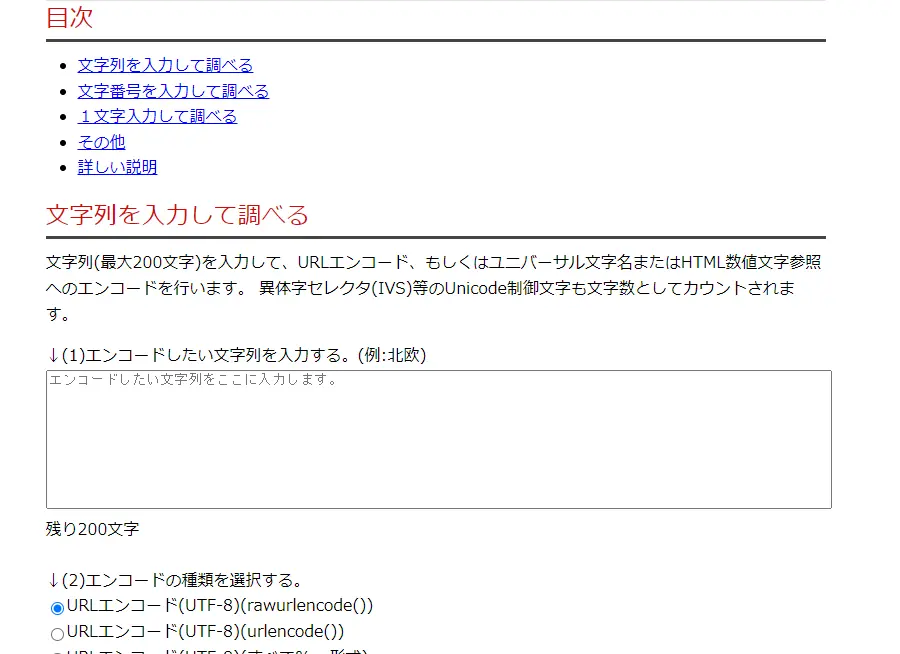 目次
文字列を入力して調べる
文字番号を入力して調べる
１文字入力して調べる
その他
詳しい説明
文字列を入力して調べる
文字列(最大200文字)を入力して、URLエンコード、もしくはユニバーサル文字名またはHTML数値文字参照
へのエンコードを行います。 異体字セレクタ(IVS)等のUnicode制御文字も文字数としてカウントされま
す。
↓(1)エンコードしたい文字列を入力する。(例:北欧)
エンコードしたい文字列をここに入力します。
残り200文字
↓(2)エンコードの種類を選択する。
URLエンコード(UTF-8)(rawurlencode())
URLエンコード(UTF-8)(urlencode())